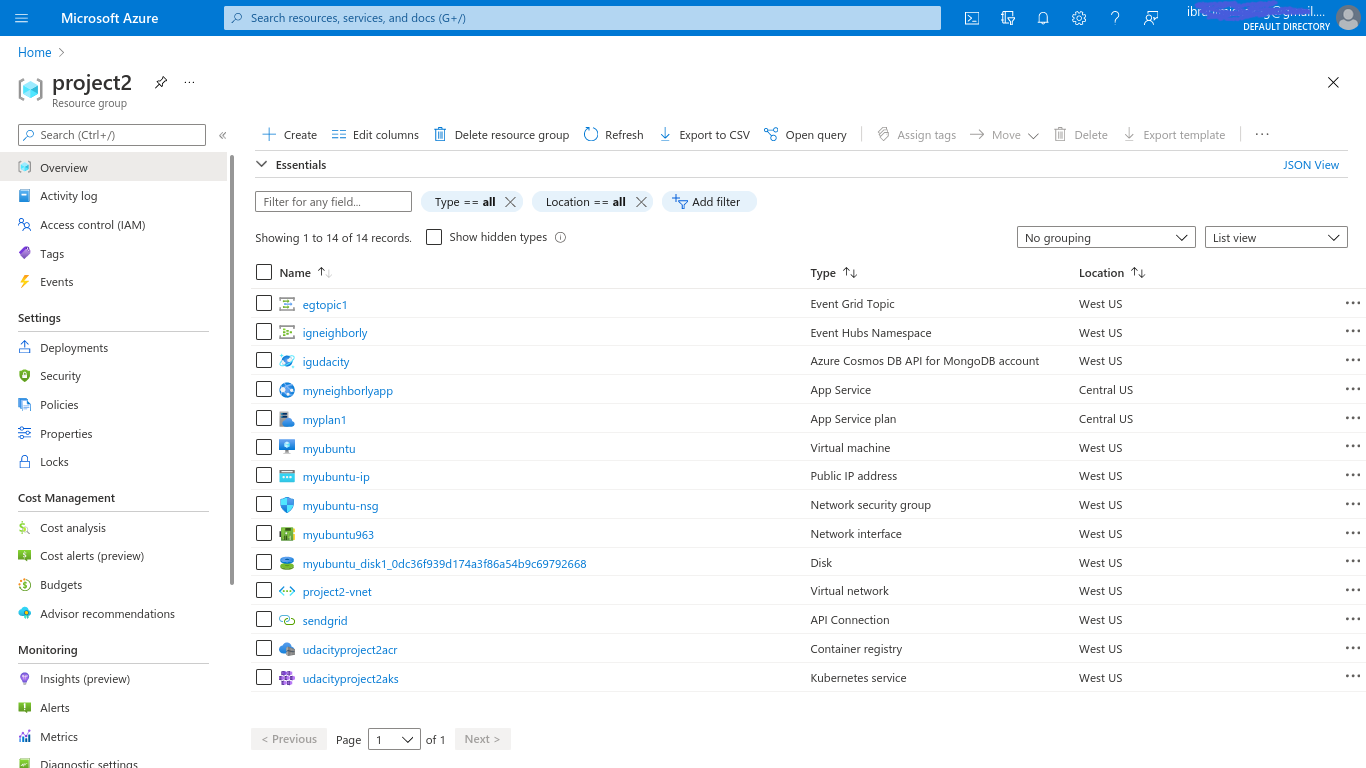 Microsoft Azure
Search resources, services, and docs (G+/)
DEFAULT DIRECTORY
Home
project2
Resource group
Search (Ctrl+/)
Overview
Activity log
Access control (IAM)
Tags
Events
Settings
Deployments
Security
Policies
Properties
Locks
Cost Management
Cost analysis
Cost alerts (preview)
Budgets
Advisor recommendations
Monitoring
Insights (preview)
Alerts
Metrics
Diagnostic settings
Create Edit columns Delete resource group Refresh Export to CSV Open query Assign tags Move Delete Export template
Essentials JSON View
Filter for any field... Type == all Location == all Add filter
Showing 1 to 14 of 14 records. Show hidden types No grouping List view
Name Type Location
egtopic1 Event Grid Topic West US
igneighborly Event Hubs Namespace West US
igudacity Azure Cosmos DB API for MongoDB account West US
myneighborlyapp App Service Central US
myplan1 App Service plan Central US
myubuntu Virtual machine West US
myubuntu-ip Public IP address West US
myubuntu-nsg Network security group West US
myubuntu963 Network interface West US
myubuntu_disk1_0dc36f939d174a3f86a54b9c69792668 Disk West US
project2-vnet Virtual network West US
sendgrid API Connection West US
udacityproject2acr Container registry West US
udacityproject2aks Kubernetes service West US
< Previous Page 1 of 1 Next >